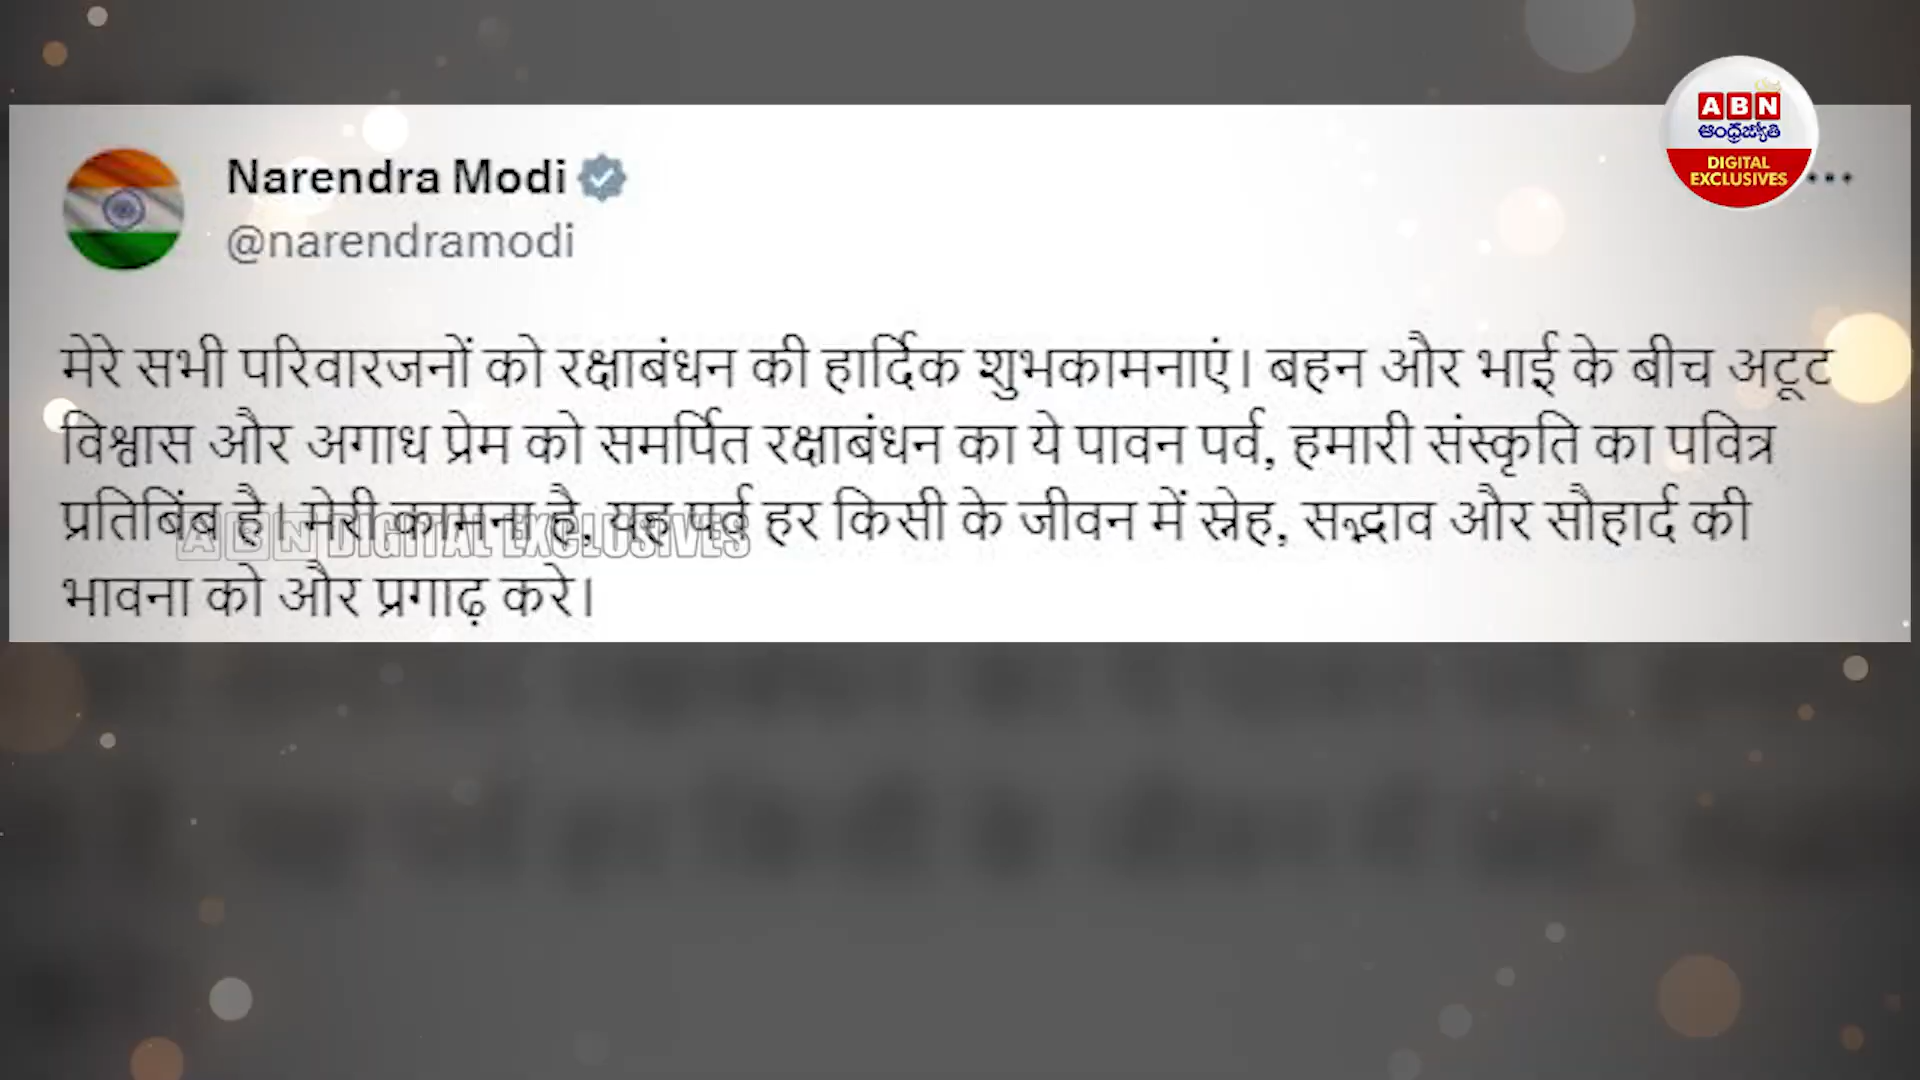 ABN
ఆంధ్రజ్యోతి
DIGITAL
EXCLUSIVES
Narendra Modi
@narendramodi
मेरे सभी परिवारजनों को रक्षाबंधन की हार्दिक शुभकामनाएं। बहन और भाई के बीच अटूट
विश्वास और अगाध प्रेम को समर्पित रक्षाबंधन का ये पावन पर्व, हमारी संस्कृति का पवित्र
प्रतिबिंब है। मेरी कामना है, यह पर्व हर किसी के जीवन में स्नेह, सद्भाव और सौहार्द की
ABN DIGITAL EXCLUSIVES
भावना को और प्रगाढ़ करे।